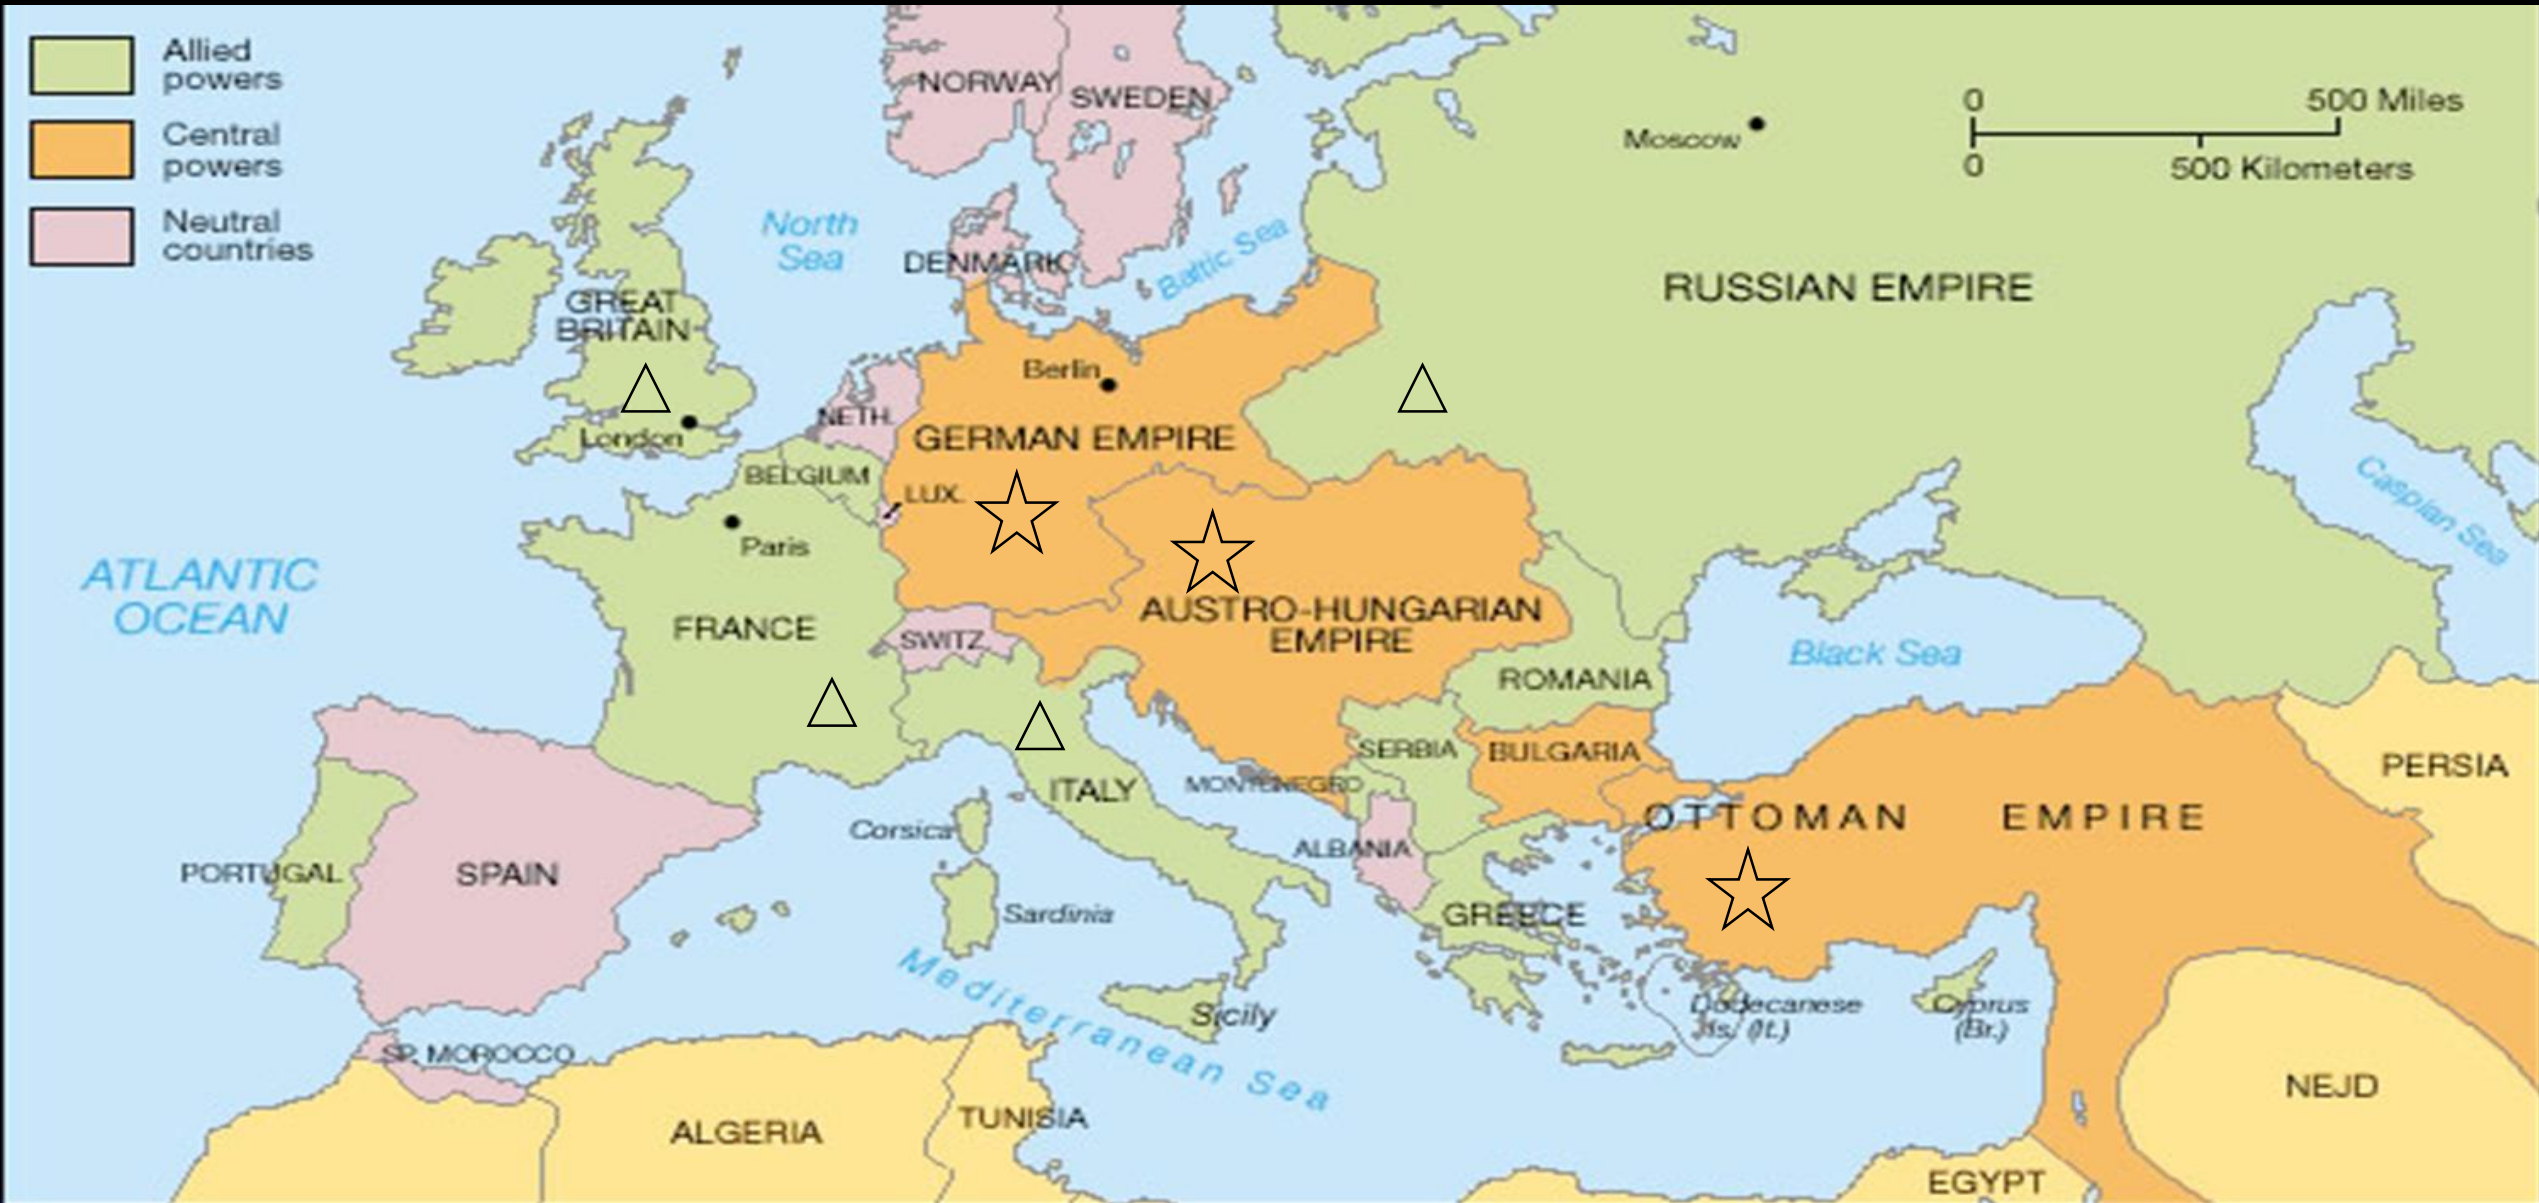 Allied
powers
Central
powers
Neutral
countries
NORWAY
SWEDEN
Moscow
0
500 Miles
0
500 Kilometers
North
Sea
DENMARK
Baltic Sea
RUSSIAN EMPIRE
GREAT
BRITAIN
London
Berlin
NETH.
GERMAN EMPIRE
BELGIUM
LUX.
Paris
Caspian Sea
ATLANTIC
OCEAN
FRANCE
SWITZ.
AUSTRO-HUNGARIAN
EMPIRE
ROMANIA
Black Sea
SERBIA
BULGARIA
PERSIA
MONTENEGRO
ITALY
OTTOMAN EMPIRE
Corsica
ALBANIA
PORTUGAL
SPAIN
Sardinia
GREECE
Mediterranean Sea
Sicily
Dodecanese
Is. (It.)
Cyprus
(Br.)
SP. MOROCCO
NEJD
ALGERIA
TUNISIA
EGYPT